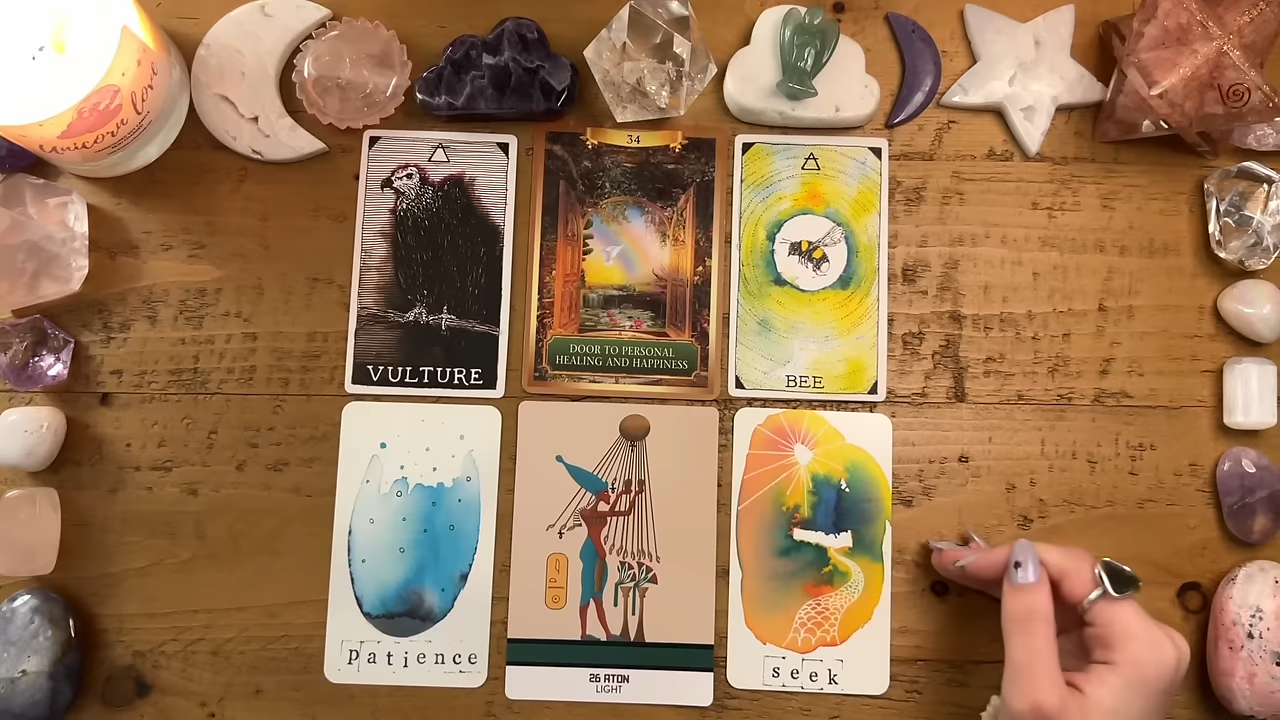 Unicorn love
34
VULTURE
DOOR TO PERSONAL
HEALING AND HAPPINESS
BEE
patience
26 ATON
LIGHT
seek